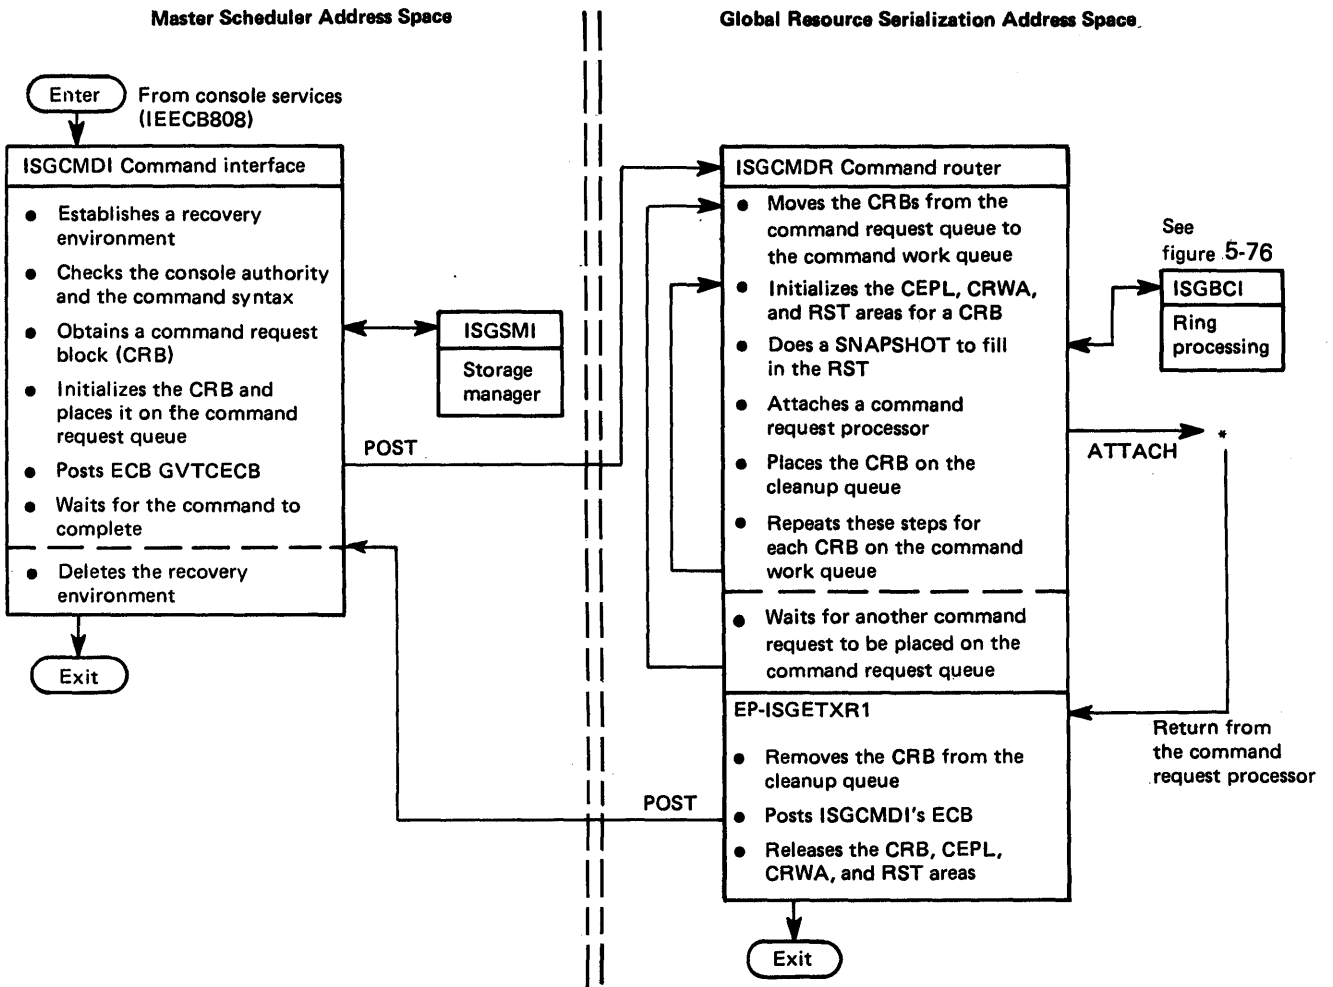 Master Scheduler Address Space
Global Resource Serialization Address Space
Enter
From console services
(IEECB808)
ISGCMDI Command interface
● Establishes a recovery
environment
● Checks the console authority
and the command syntax
● Obtains a command request
block (CRB)
● Initializes the CRB and
places it on the command
request queue
● Posts ECB GVTCECB
● Waits for the command to
complete
● Deletes the recovery
environment
Exit
ISGSMI
Storage
manager
POST
ISGCMDR Command router
● Moves the CRBs from the
command request queue to
the command work queue
● Initializes the CEPL, CRWA,
and RST areas for a CRB
● Does a SNAPSHOT to fill
in the RST
● Attaches a command
request processor
● Places the CRB on the
cleanup queue
● Repeats these steps for
each CRB on the command
work queue
● Waits for another command
request to be placed on the
command request queue
EP-ISGETXR1
● Removes the CRB from the
cleanup queue
● Posts ISGCMDI's ECB
● Releases the CRB, CEPL,
CRWA, and RST areas
POST
Exit
See
figure 5-76
ISGBCI
Ring
processing
ATTACH
*
Return from
the command
request processor